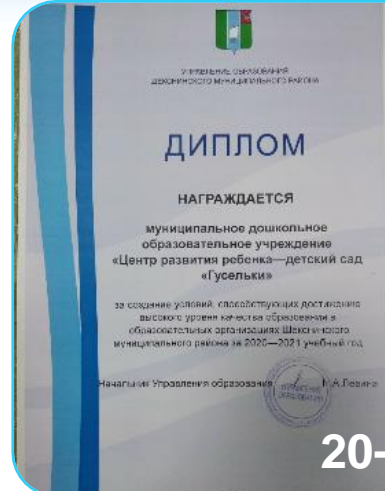 УПРАВЛЕНИЕ ОБРАЗОВАНИЯ
ШЕКСНИНСКОГО МУНИЦИПАЛЬНОГО РАЙОНА
ДИПЛОМ
НАГРАЖДАЕТСЯ
муниципальное дошкольное
образовательное учреждение
«Центр развития ребенка—детский сад
«Гусельки»
за создание условий, способствующих достижению
высокого уровня качества образования в
образовательных организациях Шекснинского
муниципального района за 2020—2021 учебный год
Начальник Управления образования М.А.Левина
УПРАВЛЕНИЕ
ОБРАЗОВАНИЯ
20-